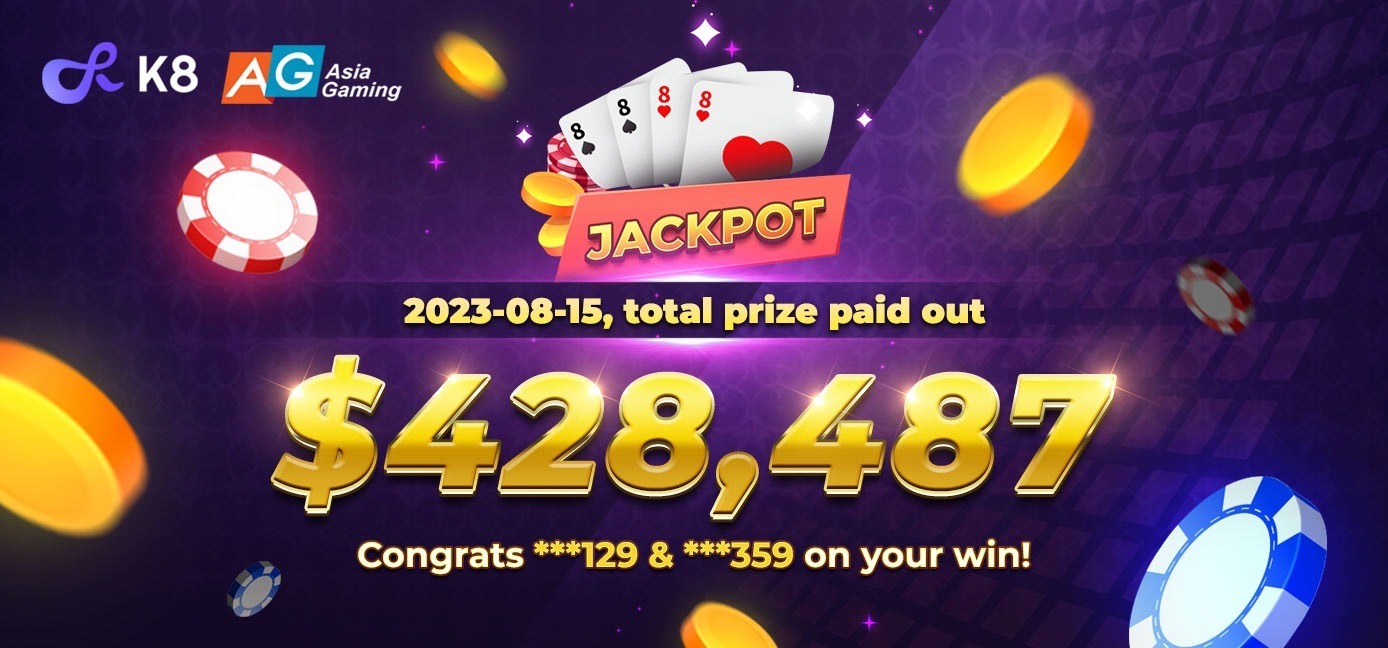 K8
AG Asia
Gaming
8 8 8 8
JACKPOT
2023-08-15, total prize paid out
$428,487
Congrats ***129 & ***359 on your win!